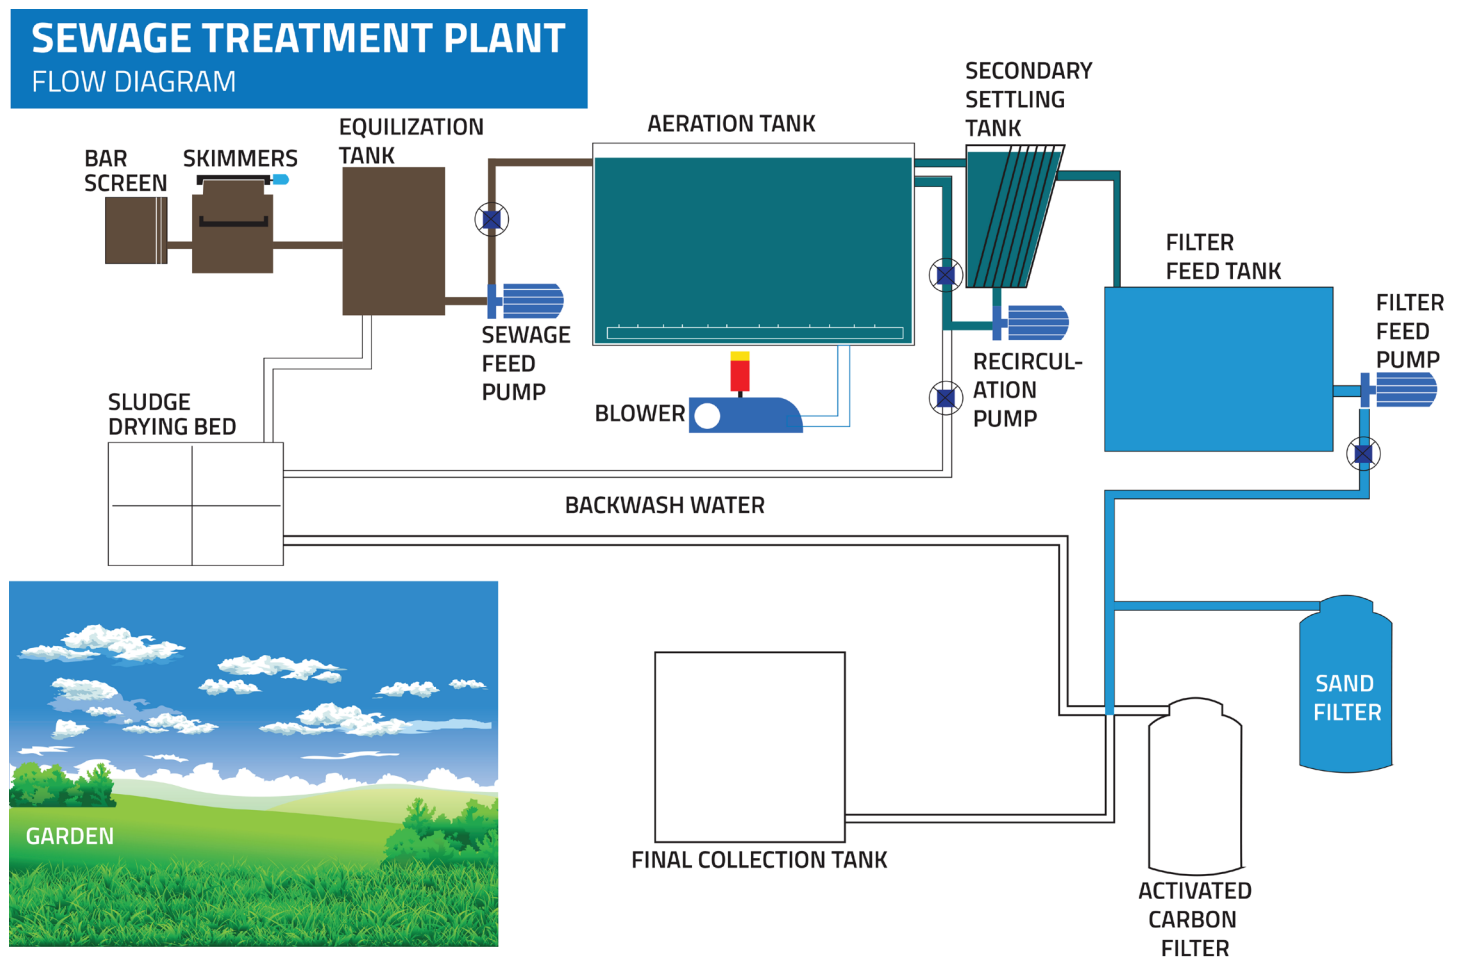 SEWAGE TREATMENT PLANT
FLOW DIAGRAM
BAR
SCREEN
SKIMMERS
EQUILIZATION
TANK
AERATION TANK
SECONDARY
SETTLING
TANK
FILTER
FEED TANK
FILTER
FEED
PUMP
SEWAGE
FEED
PUMP
RECIRCUL-
ATION
PUMP
BLOWER
SLUDGE
DRYING BED
BACKWASH WATER
SAND
FILTER
GARDEN
FINAL COLLECTION TANK
ACTIVATED
CARBON
FILTER